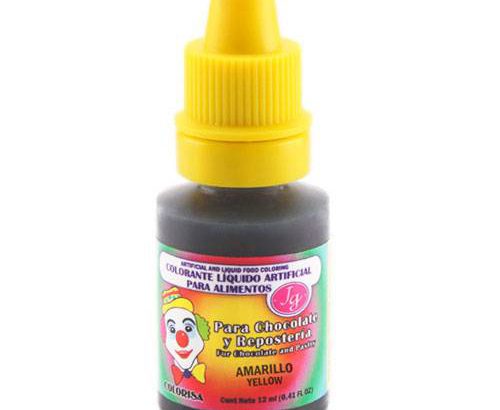 ARTIFICIAL AND LIQUID FOOD COLORING
COLORANTE LÍQUIDO ARTIFICIAL
PARA ALIMENTOS
Jg
Para Chocolate
y Repostería
For Chocolate and Pastry
AMARILLO
YELLOW
COLORISA
Cont Neto 12 ml (0.41 FL OZ)